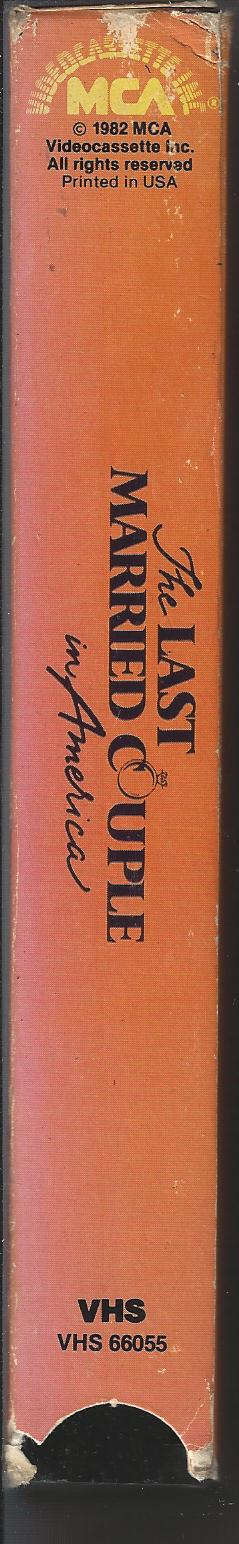 VIDEOCASSETTE INC.
MCA ®
© 1982 MCA
Videocassette Inc.
All rights reserved
Printed in USA
The LAST
MARRIED COUPLE
in America
VHS
VHS 66055